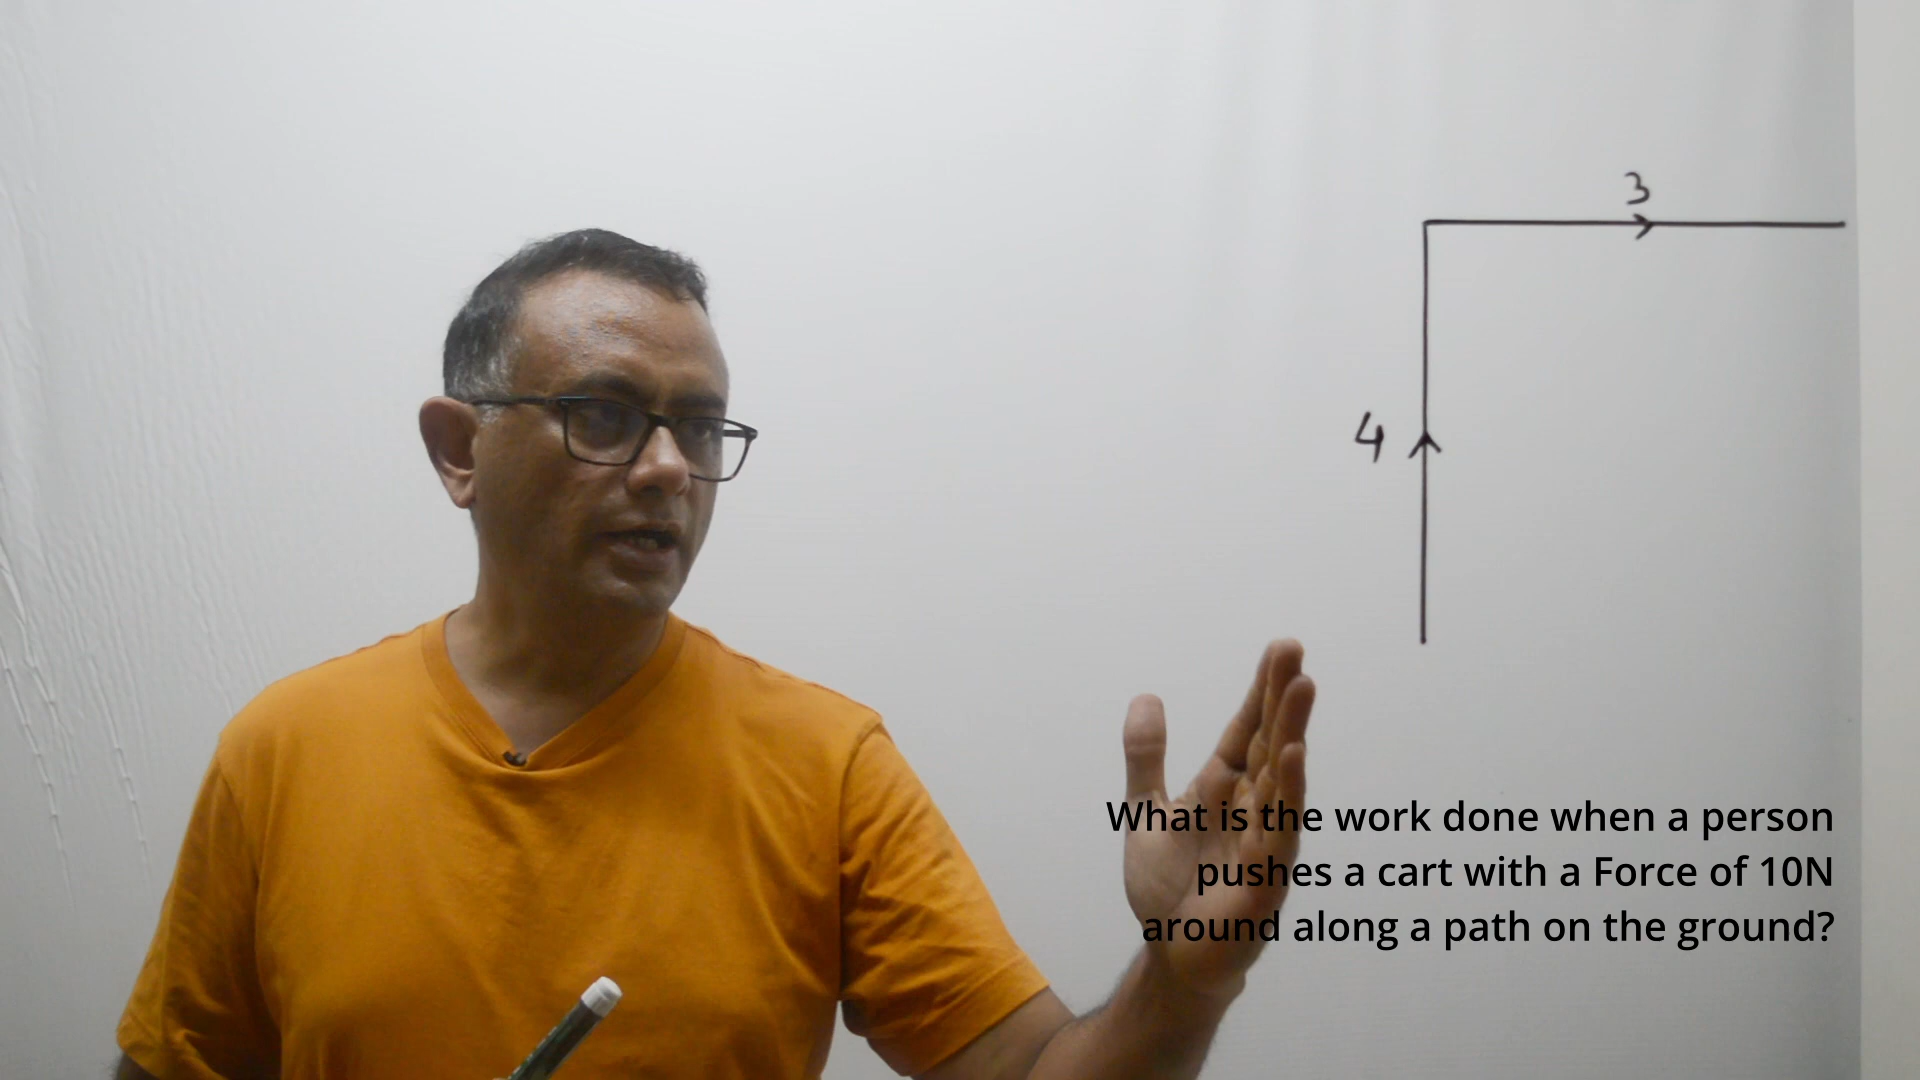 3
4
What is the work done when a person
pushes a cart with a Force of 10N
around along a path on the ground?